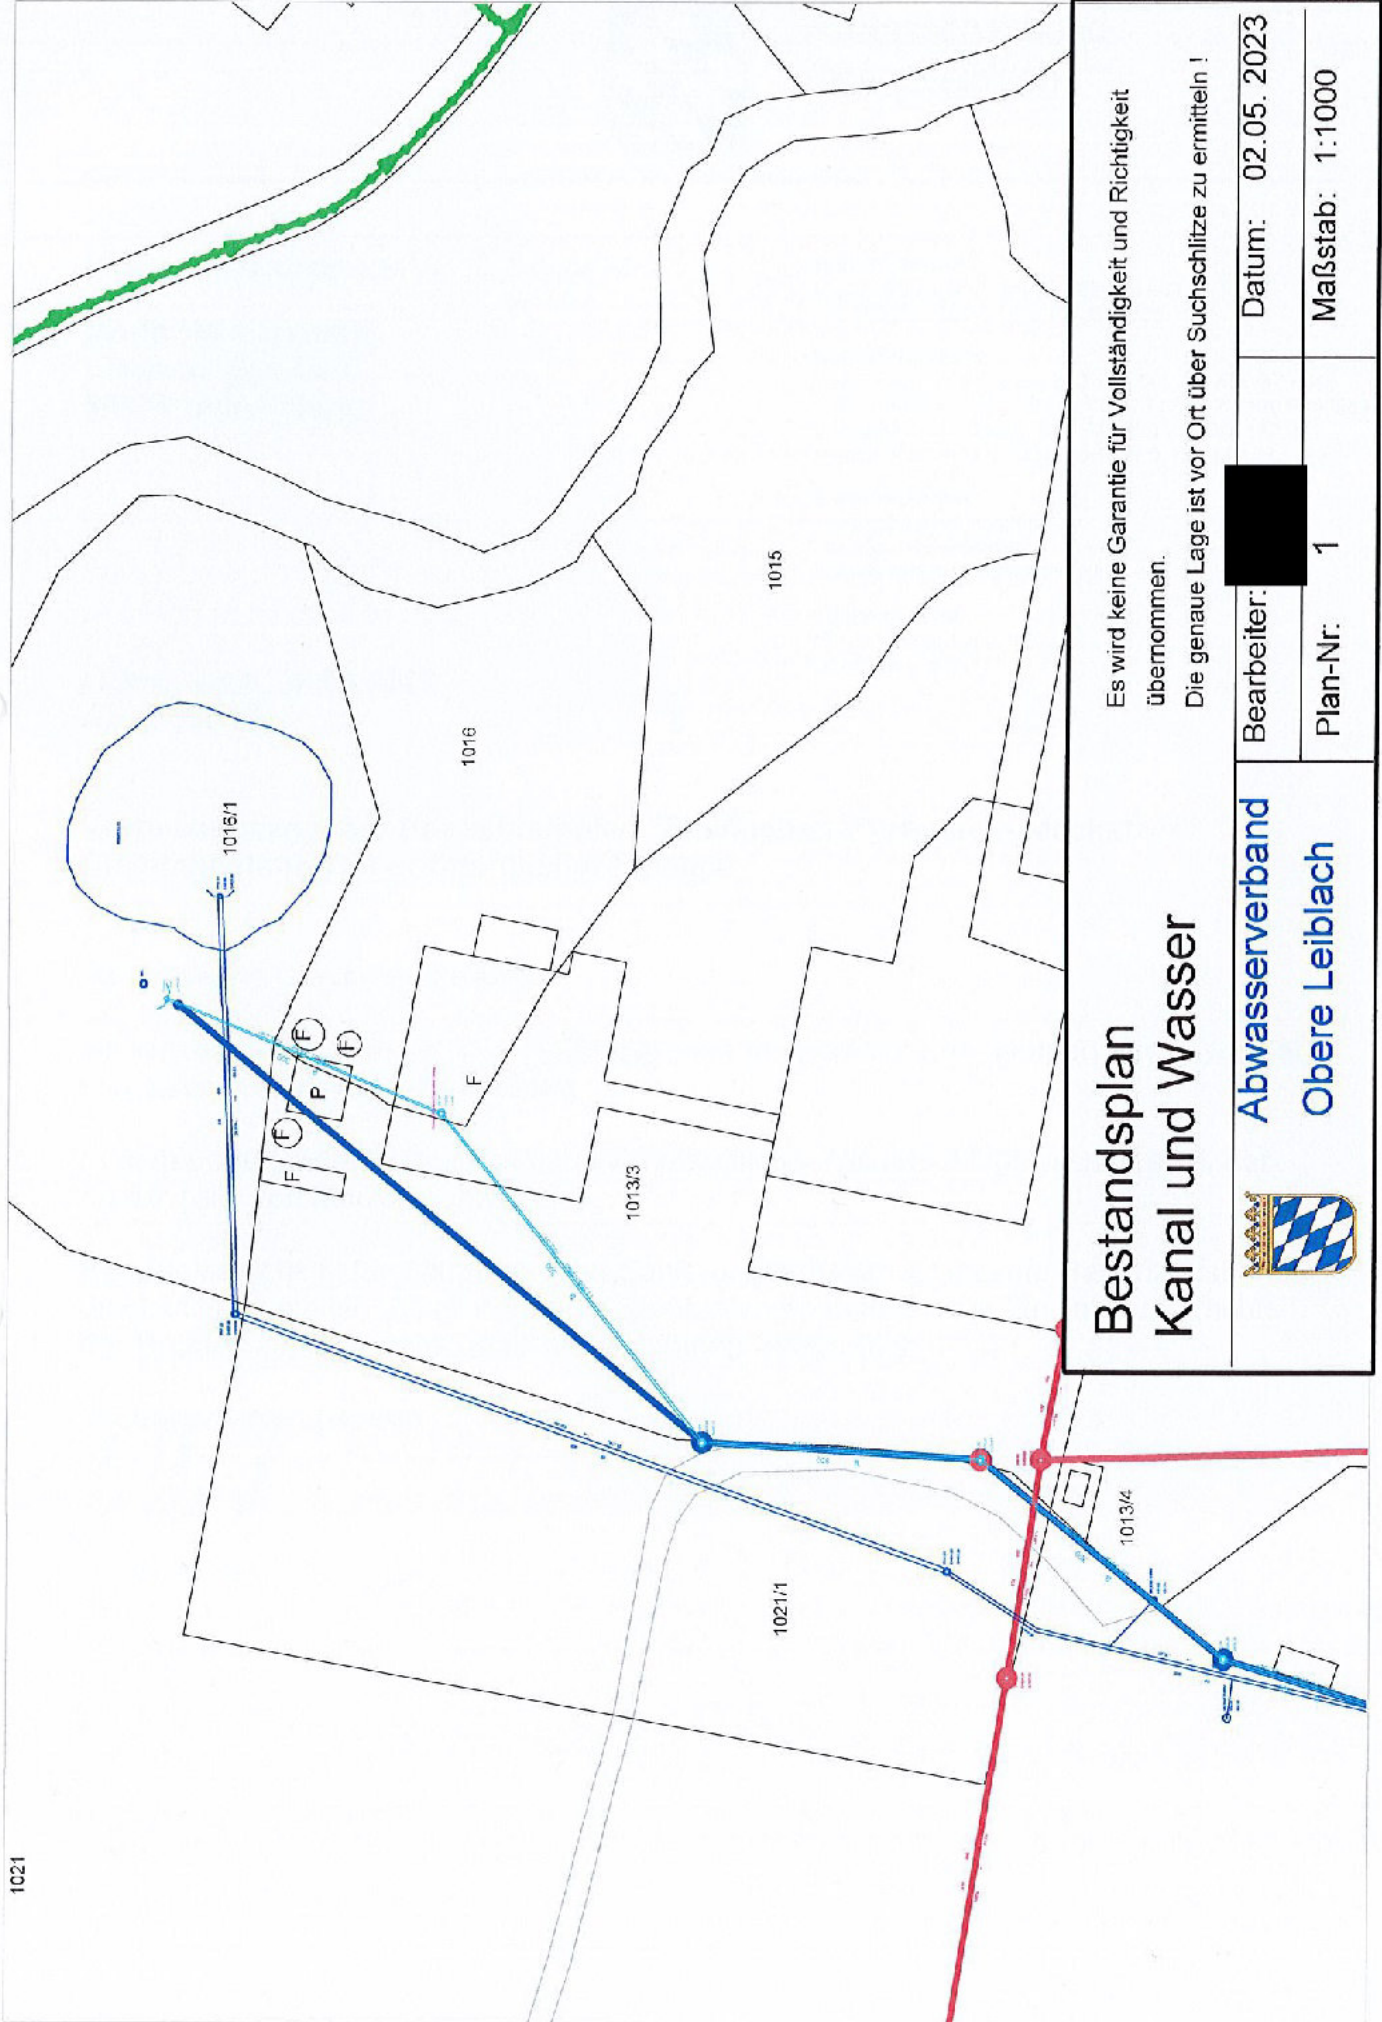 1021
1016/1
1016
1015
F
F
P
F
F
F
1013/3
1021/1
1013/4
Bestandsplan
Kanal und Wasser
Es wird keine Garantie für Vollständigkeit und Richtigkeit
übernommen.
Die genaue Lage ist vor Ort über Suchschlitze zu ermitteln !
Abwasserverband
Obere Leiblach
Bearbeiter:
Datum: 02.05. 2023
Plan-Nr: 1
Maßstab: 1:1000